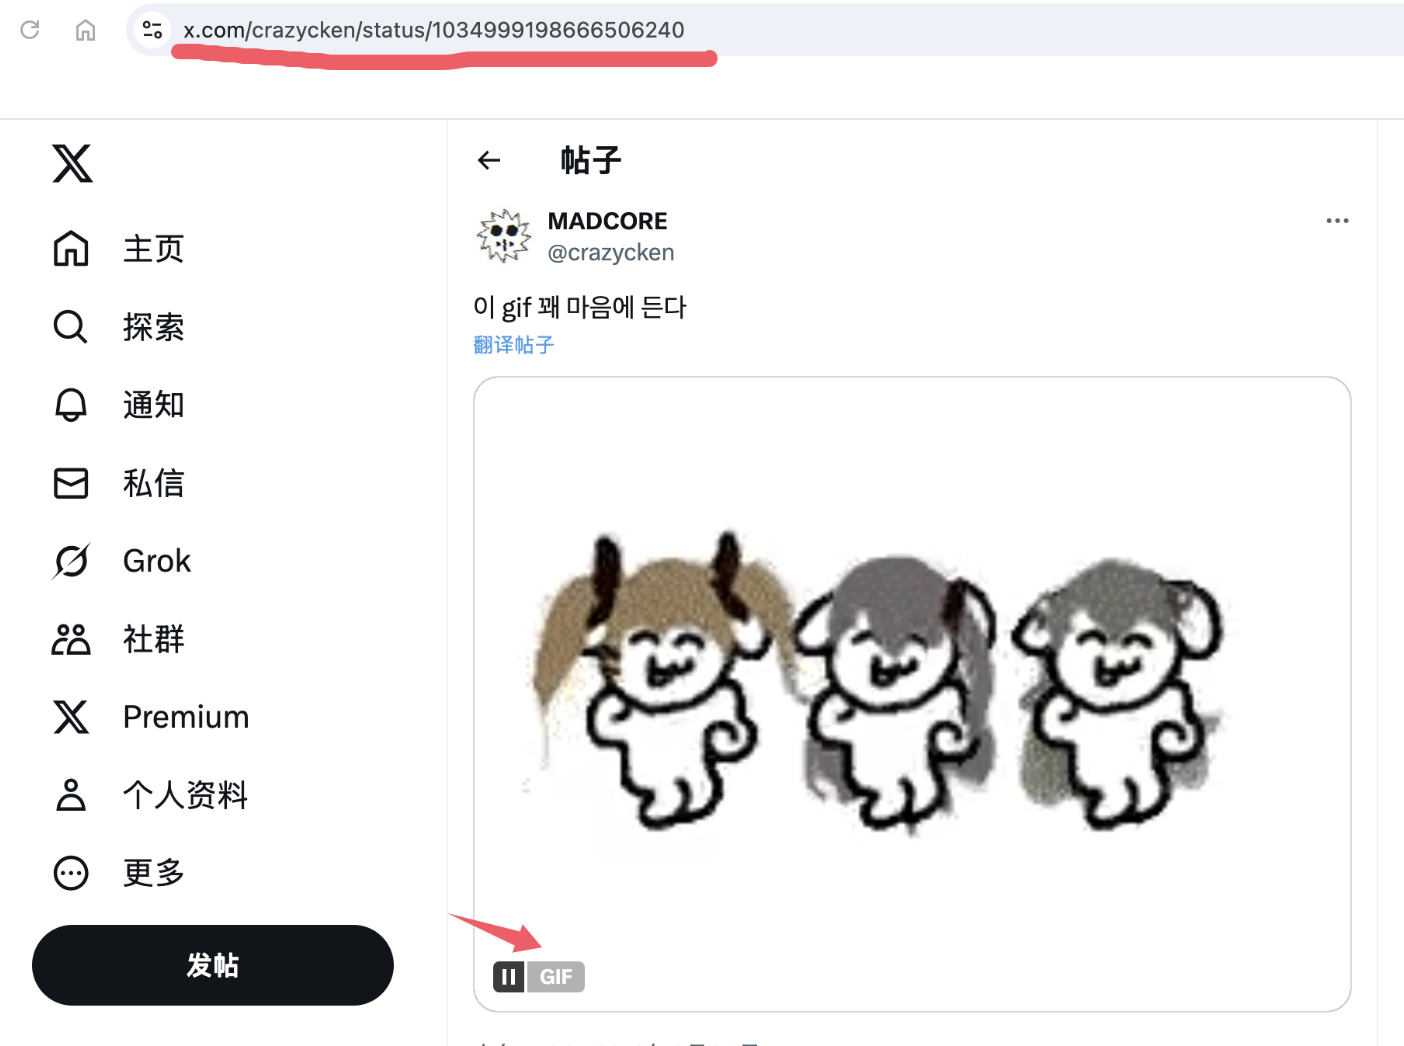 x.com/crazycken/status/1034999198666506240
帖子
MADCORE
@crazycken
이 gif 꽤 마음에 든다
翻译帖子
主页
探索
通知
私信
Grok
社群
Premium
个人资料
更多
发帖
GIF